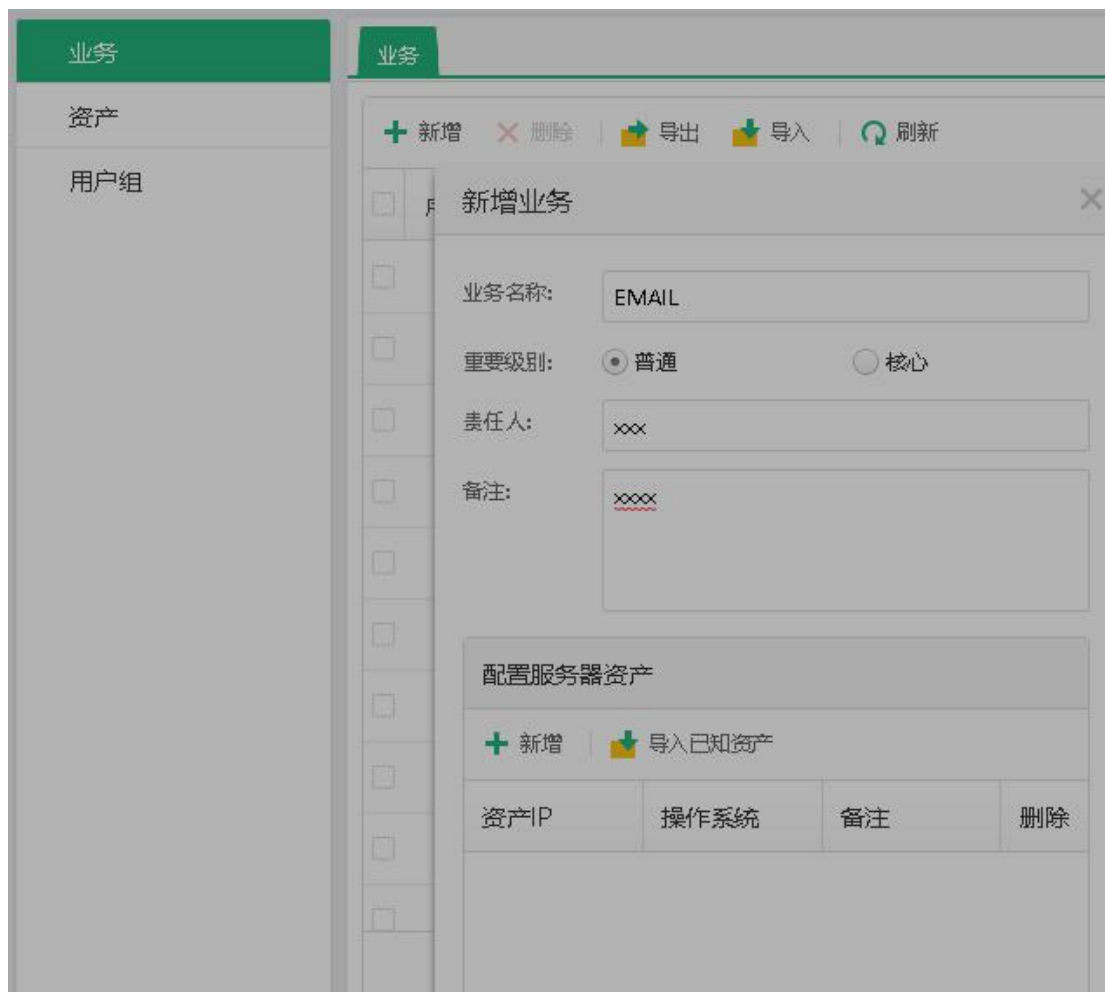 业务
业务
资产
新增 删除 导出 导入 刷新
用户组
新增业务
业务名称: EMAIL
重要级别: 普通 核心
责任人: xxx
备注: xxxx
配置服务器资产
新增 导入已知资产
资产IP 操作系统 备注 删除